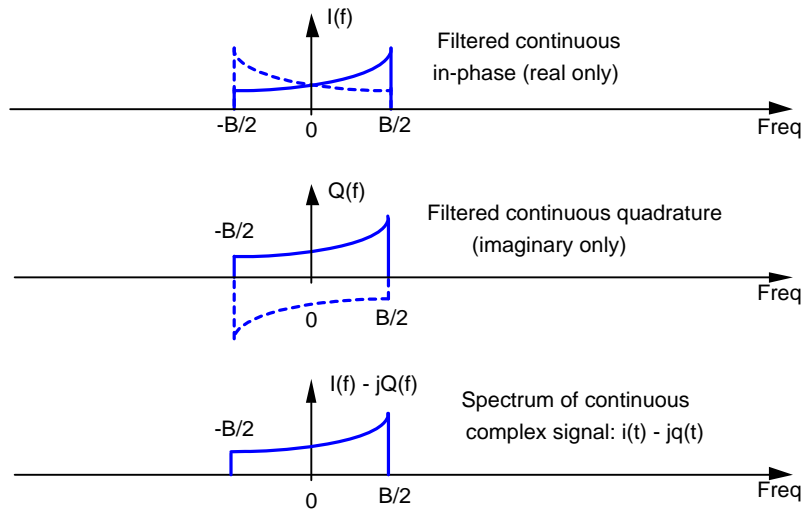 I(f)
Filtered continuous
in-phase (real only)
-B/2
0
B/2
Freq
Q(f)
-B/2
Filtered continuous quadrature
(imaginary only)
0
B/2
Freq
I(f) - jQ(f)
-B/2
Spectrum of continuous
complex signal: i(t) - jq(t)
0
B/2
Freq